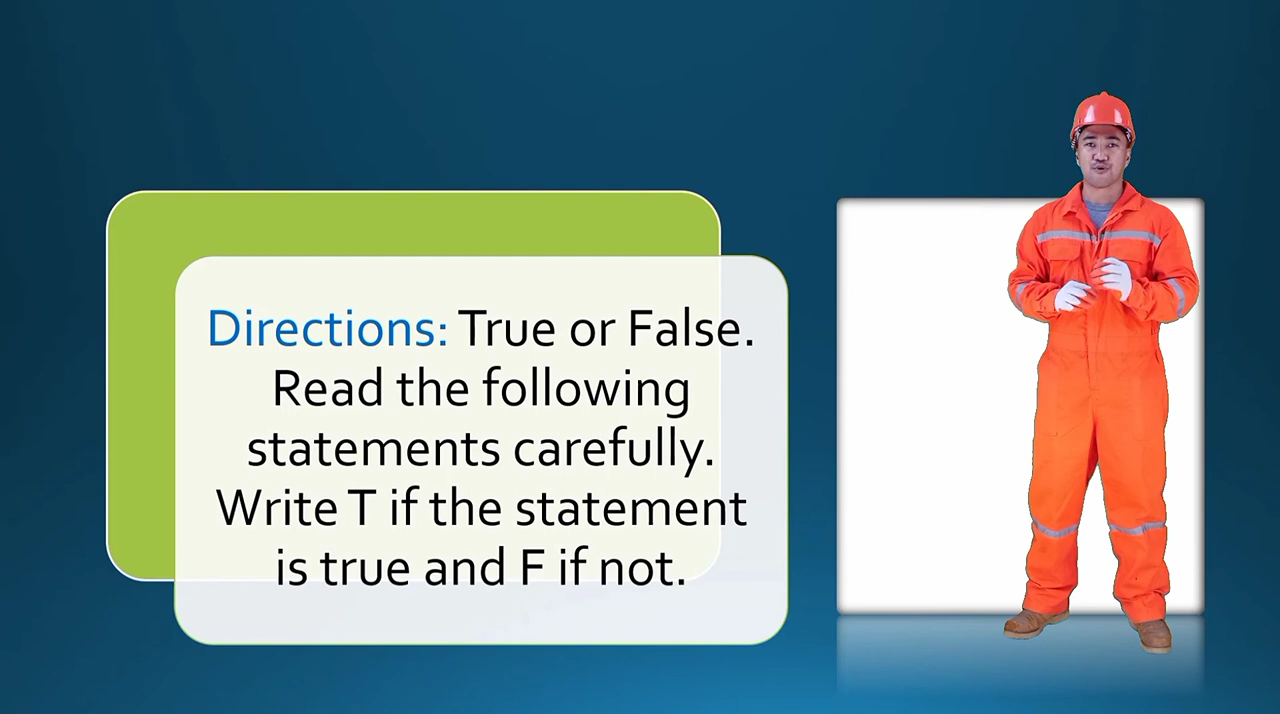 Directions: True or False.
Read the following
statements carefully.
Write T if the statement
is true and F if not.